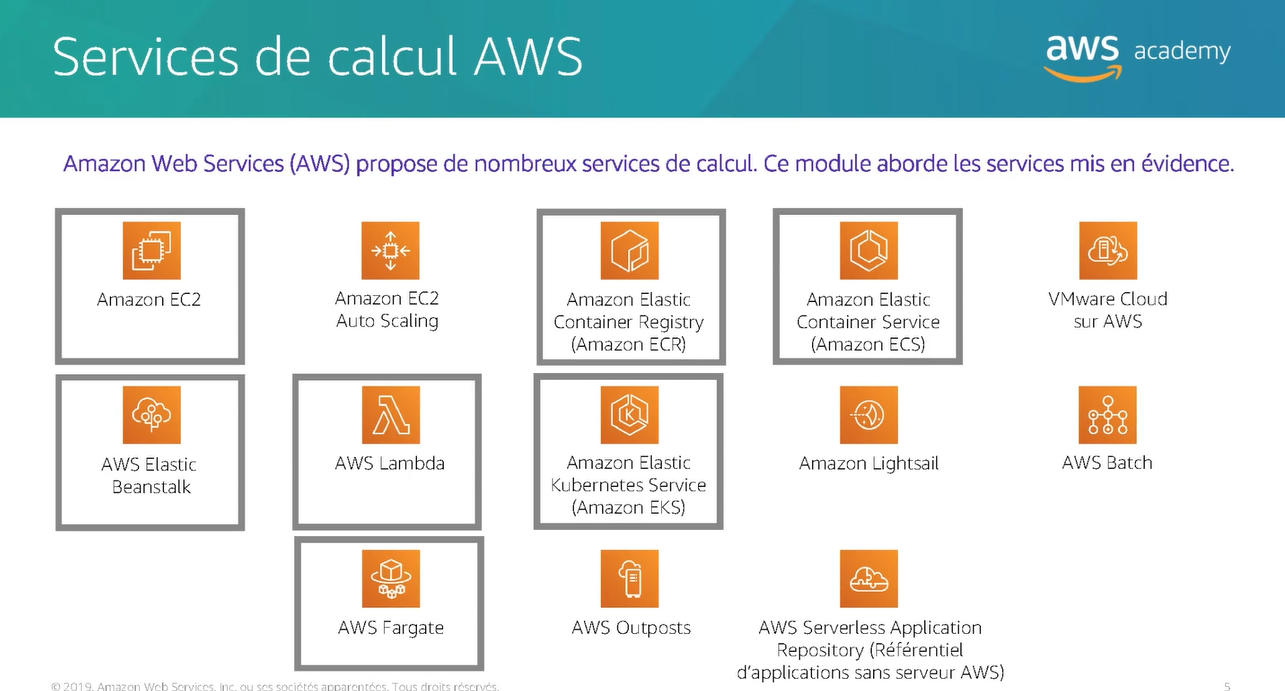 Services de calcul AWS
aws academy
Amazon Web Services (AWS) propose de nombreux services de calcul. Ce module aborde les services mis en évidence.
Amazon EC2
Amazon EC2
Auto Scaling
Amazon Elastic
Container Registry
(Amazon ECR)
Amazon Elastic
Container Service
(Amazon ECS)
VMware Cloud
sur AWS
AWS Elastic
Beanstalk
AWS Lambda
Amazon Elastic
Kubernetes Service
(Amazon EKS)
K
Amazon Lightsail
AWS Batch
AWS Fargate
AWS Outposts
AWS Serverless Application
Repository (Référentiel
d'applications sans serveur AWS)
© 2019, Amazon Web Services, Inc. ou ses sociétés apparentées. Tous droits réservés.
5